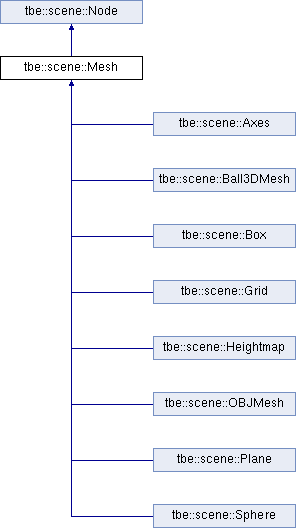 tbe::scene::Node
tbe::scene::Mesh
tbe::scene::Axes
tbe::scene::Ball3DMesh
tbe::scene::Box
tbe::scene::Grid
tbe::scene::Heightmap
tbe::scene::OBJMesh
tbe::scene::Plane
tbe::scene::Sphere